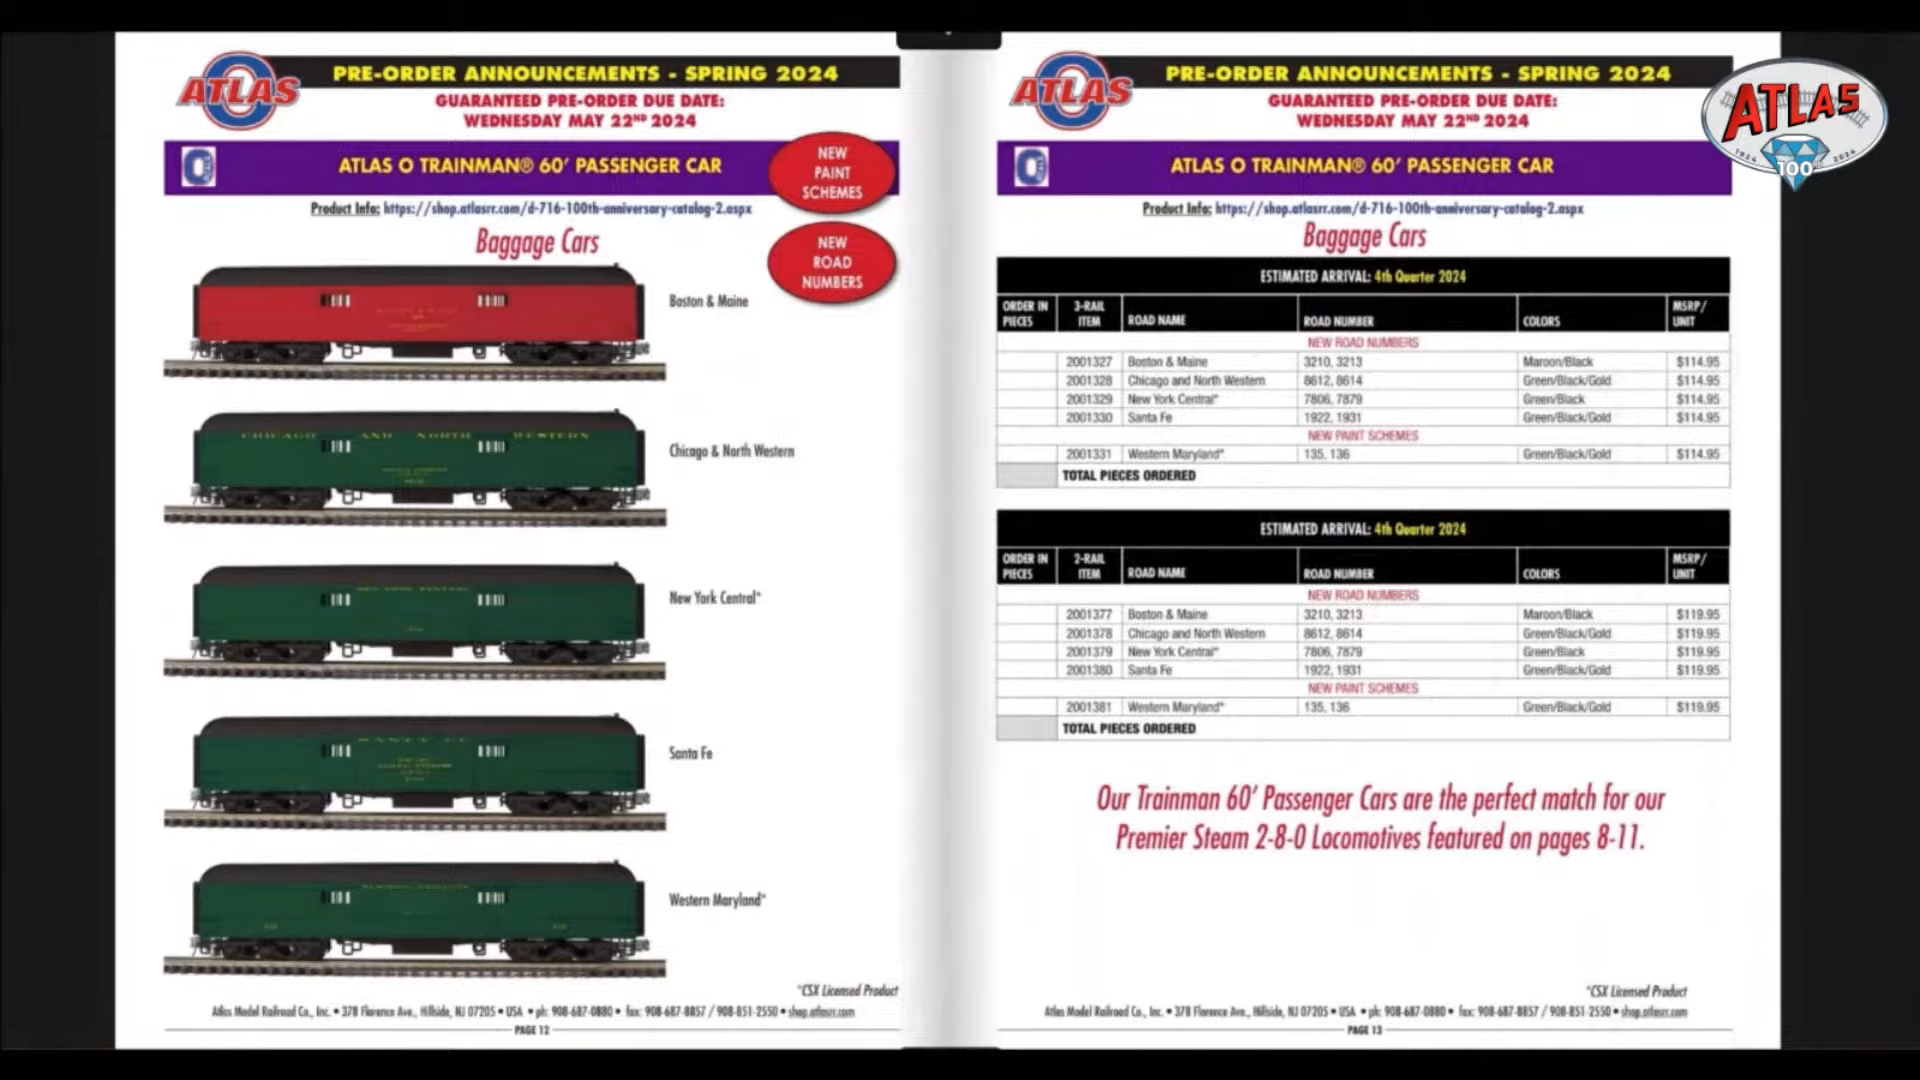 ATLAS
PRE-ORDER ANNOUNCEMENTS - SPRING 2024
GUARANTEED PRE-ORDER DUE DATE:
WEDNESDAY MAY 22ND 2024
ATLAS O TRAINMAN® 60' PASSENGER CAR
NEW
PAINT
SCHEMES
Product Info: https://shop.atlasrr.com/d-716-100th-anniversary-catalog-2.aspx
Baggage Cars
NEW
ROAD
NUMBERS
Boston & Maine
CHICAGO AND NORTH WESTERN
Chicago & North Western
NEW YORK CENTRAL
New York Central*
SANTA FE
Santa Fe
Western Maryland*
*CSX Licensed Product
Atlas Model Railroad Co., Inc. • 378 Florence Ave., Hillside, NJ 07205 • USA • ph: 908-687-0880 • fax: 908-687-8857 / 908-851-2550 • shop.atlasrr.com
PAGE 12
ATLAS
PRE-ORDER ANNOUNCEMENTS - SPRING 2024
GUARANTEED PRE-ORDER DUE DATE:
WEDNESDAY MAY 22ND 2024
ATLAS
1924 100 2024
ATLAS O TRAINMAN® 60' PASSENGER CAR
Product Info: https://shop.atlasrr.com/d-716-100th-anniversary-catalog-2.aspx
Baggage Cars
ESTIMATED ARRIVAL: 4th Quarter 2024
ORDER IN PIECES 3-RAIL ITEM ROAD NAME ROAD NUMBER COLORS MSRP/ UNIT
NEW ROAD NUMBERS
2001327 Boston & Maine 3210, 3213 Maroon/Black $114.95
2001328 Chicago and North Western 8612, 8614 Green/Black/Gold $114.95
2001329 New York Central* 7806, 7879 Green/Black $114.95
2001330 Santa Fe 1922, 1931 Green/Black/Gold $114.95
NEW PAINT SCHEMES
2001331 Western Maryland* 135, 136 Green/Black/Gold $114.95
TOTAL PIECES ORDERED
ESTIMATED ARRIVAL: 4th Quarter 2024
ORDER IN PIECES 2-RAIL ITEM ROAD NAME ROAD NUMBER COLORS MSRP/ UNIT
NEW ROAD NUMBERS
2001377 Boston & Maine 3210, 3213 Maroon/Black $119.95
2001378 Chicago and North Western 8612, 8614 Green/Black/Gold $119.95
2001379 New York Central* 7806, 7879 Green/Black $119.95
2001380 Santa Fe 1922, 1931 Green/Black/Gold $119.95
NEW PAINT SCHEMES
2001381 Western Maryland* 135, 136 Green/Black/Gold $119.95
TOTAL PIECES ORDERED
Our Trainman 60' Passenger Cars are the perfect match for our
Premier Steam 2-8-0 Locomotives featured on pages 8-11.
*CSX Licensed Product
Atlas Model Railroad Co., Inc. • 378 Florence Ave., Hillside, NJ 07205 • USA • ph: 908-687-0880 • fax: 908-687-8857 / 908-851-2550 • shop.atlasrr.com
PAGE 13